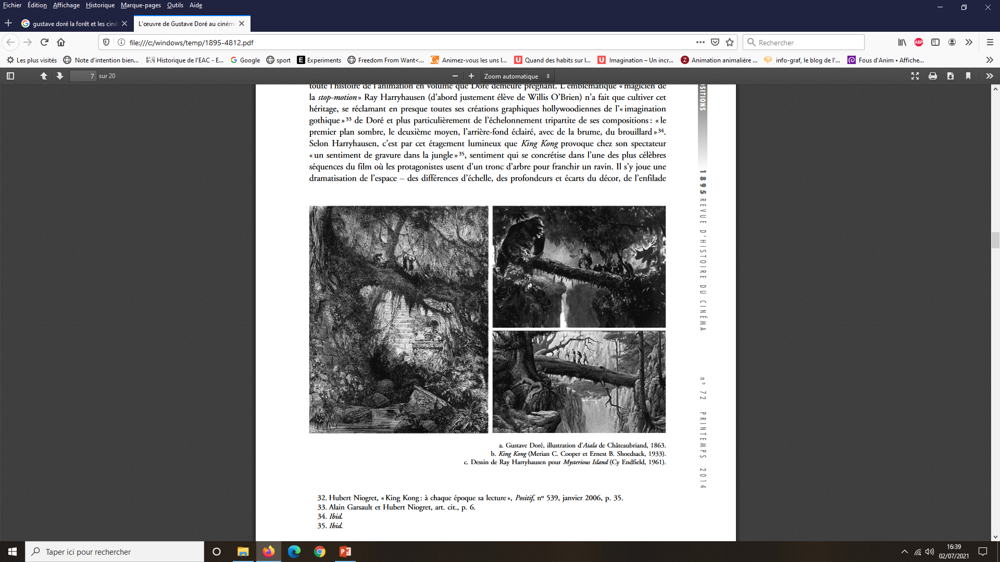 Fichier Édition Affichage Historique Marque-pages Outils Aide
gustave doré la forêt et les ciné
L'œuvre de Gustave Doré au cinéma
file:///c:/windows/temp/1895-4812.pdf
Rechercher
Les plus visités
Note d'intention bien...
Historique de l'EAC - E...
Google
sport
Experiments
Freedom From Want<...
Animez-vous les uns l...
Quand des habits sur l...
Imagination – Un incr...
Animation animalière ...
info-graf, le blog de l'...
Fous d'Anim • Affiche...
7 sur 20
Zoom automatique
toute l'histoire de l'animation en volume que Doré demeure prégnant. L'emblématique « magicien de
la stop-motion » Ray Harryhausen (d'abord justement élève de Willis O'Brien) n'a fait que cultiver cet
héritage, se réclamant en presque toutes ses créations graphiques hollywoodiennes de l'« imagination
gothique »33 de Doré et plus particulièrement de l'échelonnement tripartite de ses compositions : « le
premier plan sombre, le deuxième moyen, l'arrière-fond éclairé, avec de la brume, du brouillard »34.
Selon Harryhausen, c'est par cet étagement lumineux que King Kong provoque chez son spectateur
« un sentiment de gravure dans la jungle »35, sentiment qui se concrétise dans l'une des plus célèbres
séquences du film où les protagonistes usent d'un tronc d'arbre pour franchir un ravin. Il s'y joue une
dramatisation de l'espace – des différences d'échelle, des profondeurs et écarts du décor, de l'enfilade
a. Gustave Doré, illustration d'Atala de Châteaubriand, 1863.
b. King Kong (Merian C. Cooper et Ernest B. Shoedsack, 1933).
c. Dessin de Ray Harryhausen pour Mysterious Island (Cy Endfield, 1961).
32. Hubert Niogret, « King Kong : à chaque époque sa lecture », Positif, nº 539, janvier 2006, p. 35.
33. Alain Garsault et Hubert Niogret, art. cit., p. 6.
34. Ibid.
35. Ibid.
SITIONS
1895 REVUE D'HISTOIRE DU CINÉMA
nº 72 PRINTEMPS 2014
Taper ici pour rechercher
16:39
02/07/2021